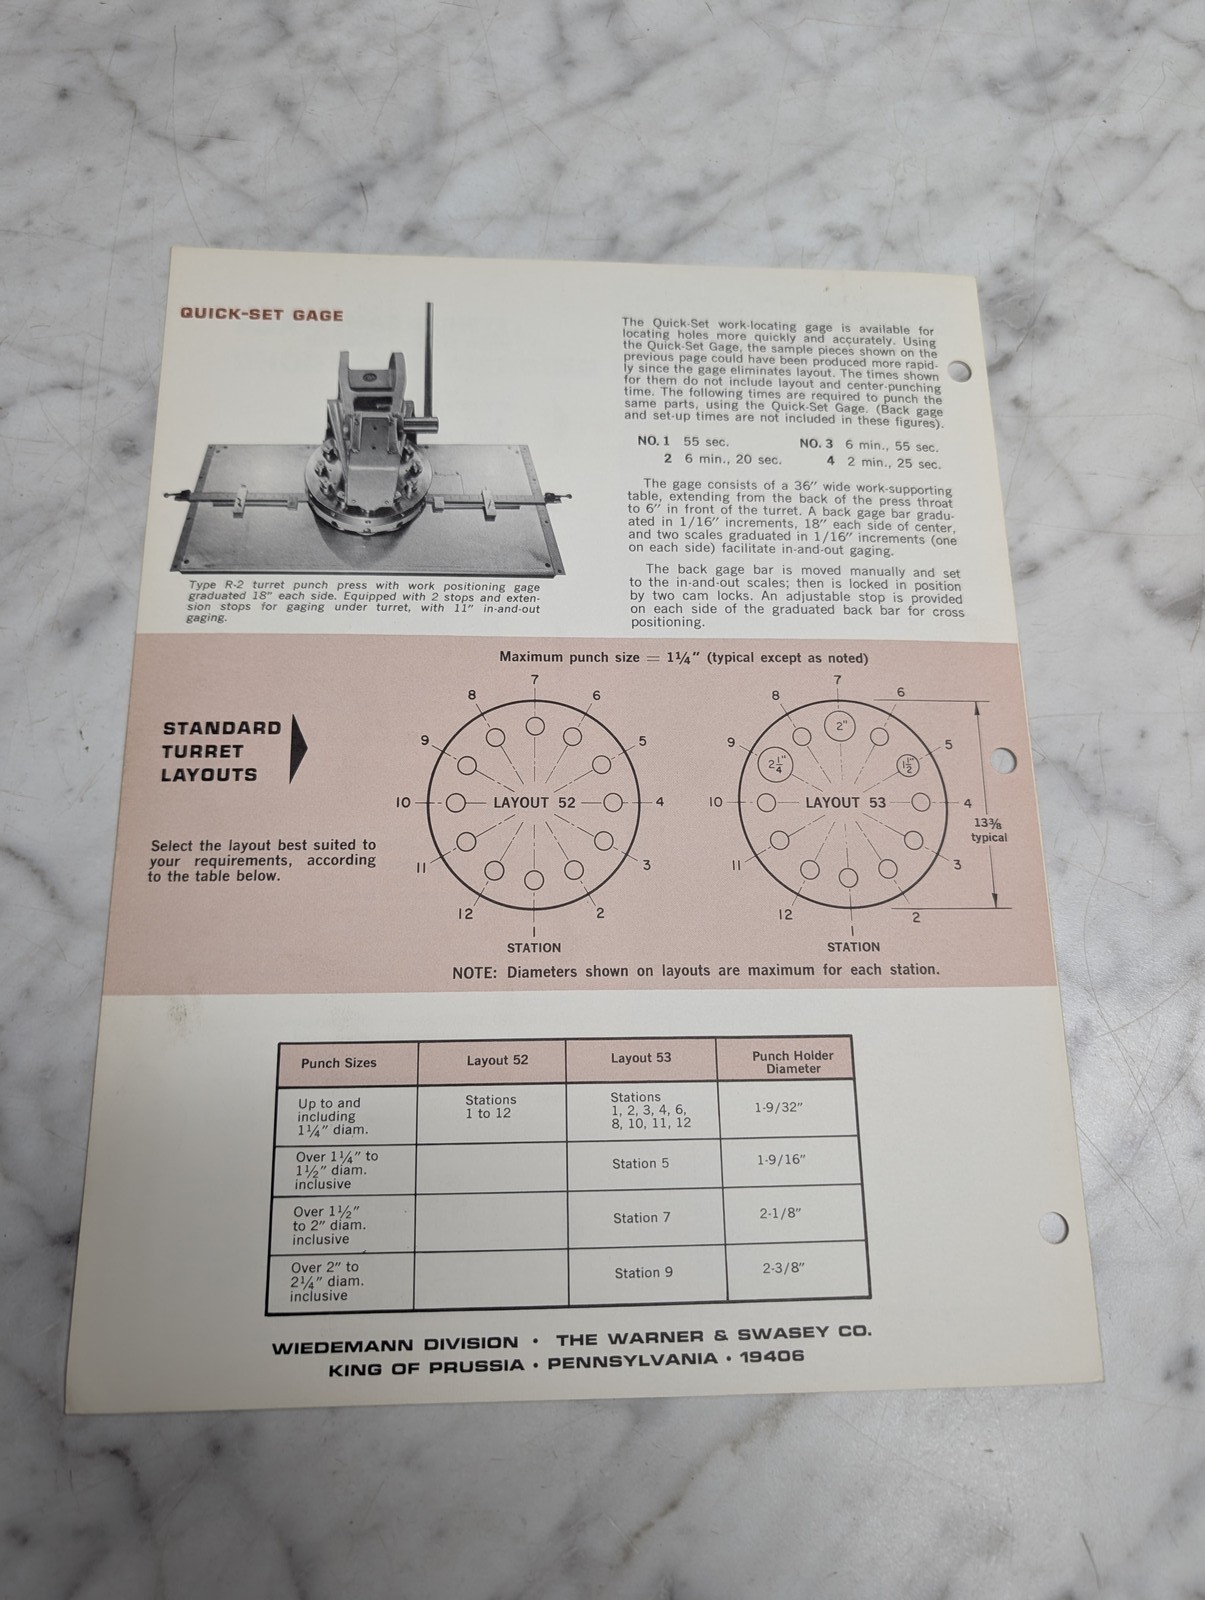 QUICK-SET GAGE
Type R-2 turret punch press with work positioning gage
graduated 18" each side. Equipped with 2 stops and exten-
sion stops for gaging under turret, with 11" in-and-out
gaging.
The Quick-Set work-locating gage is available for
locating holes more quickly and accurately. Using
the Quick-Set Gage, the sample pieces shown on the
previous page could have been produced more rapid-
ly since the gage eliminates layout. The times shown
for them do not include layout and center-punching
time. The following times are required to punch the
same parts, using the Quick-Set Gage. (Back gage
and set-up times are not included in these figures).
NO. 1 55 sec. NO. 3 6 min., 55 sec.
2 6 min., 20 sec. 4 2 min., 25 sec.
The gage consists of a 36" wide work-supporting
table, extending from the back of the press throat
to 6" in front of the turret. A back gage bar gradu-
ated in 1/16" increments, 18" each side of center,
and two scales graduated in 1/16" increments (one
on each side) facilitate in-and-out gaging.
The back gage bar is moved manually and set
to the in-and-out scales; then is locked in position
by two cam locks. An adjustable stop is provided
on each side of the graduated back bar for cross
positioning.
STANDARD
TURRET
LAYOUTS
Select the layout best suited to
your requirements, according
to the table below.
Maximum punch size = 1¼" (typical except as noted)
7
8 6
9 5
10 LAYOUT 52 4
11 3
12 2
1
STATION
7
8 6
2"
9 5
2¼" 1½"
10 LAYOUT 53 4
13⅜
typical
11 3
12 2
1
STATION
NOTE: Diameters shown on layouts are maximum for each station.
Punch Sizes Layout 52 Layout 53 Punch Holder
Diameter
Up to and
including
1¼" diam.
Stations
1 to 12
Stations
1, 2, 3, 4, 6,
8, 10, 11, 12
1-9/32"
Over 1¼" to
1½" diam.
inclusive
Station 5
1-9/16"
Over 1½"
to 2" diam.
inclusive
Station 7
2-1/8"
Over 2" to
2¼" diam.
inclusive
Station 9
2-3/8"
WIEDEMANN DIVISION • THE WARNER & SWASEY CO.
KING OF PRUSSIA • PENNSYLVANIA • 19406